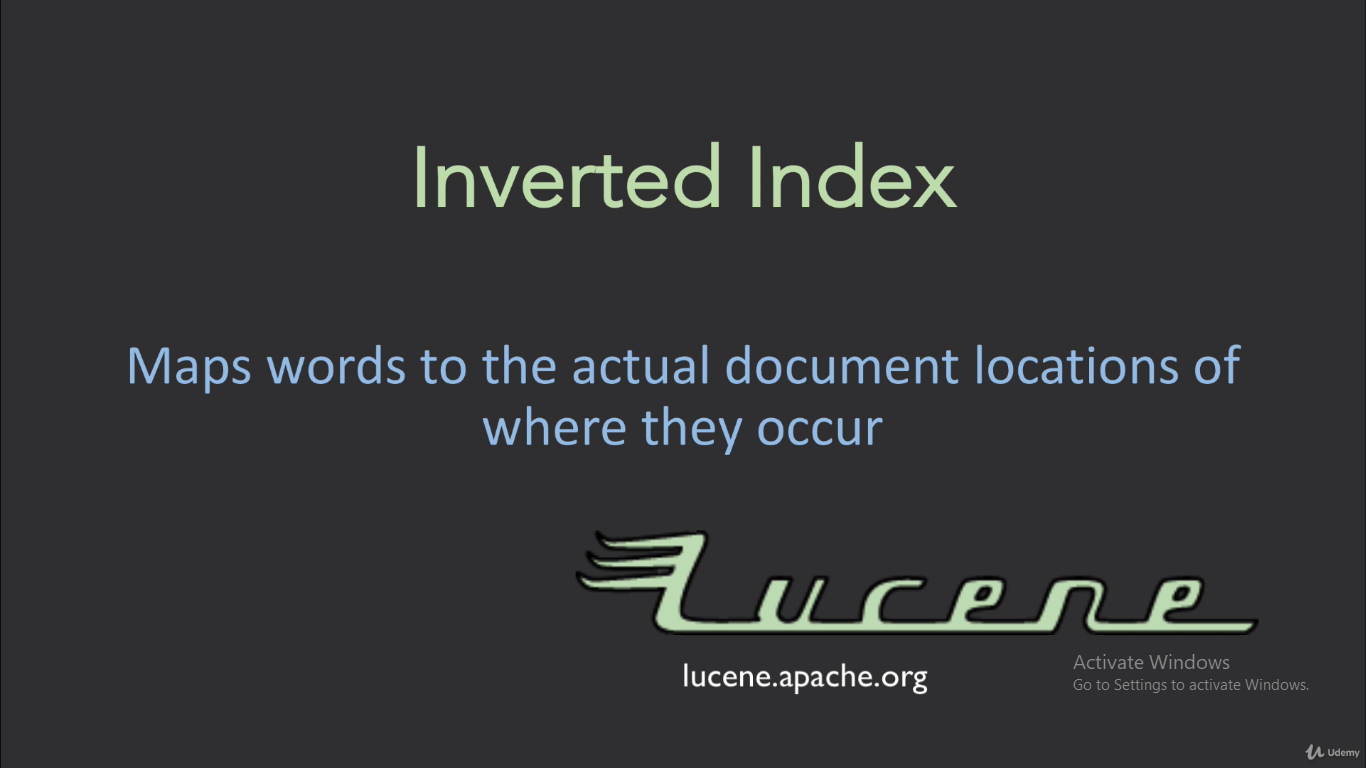 Inverted Index
Maps words to the actual document locations of
where they occur
Lucene
lucene.apache.org
Activate Windows
Go to Settings to activate Windows.
Udemy